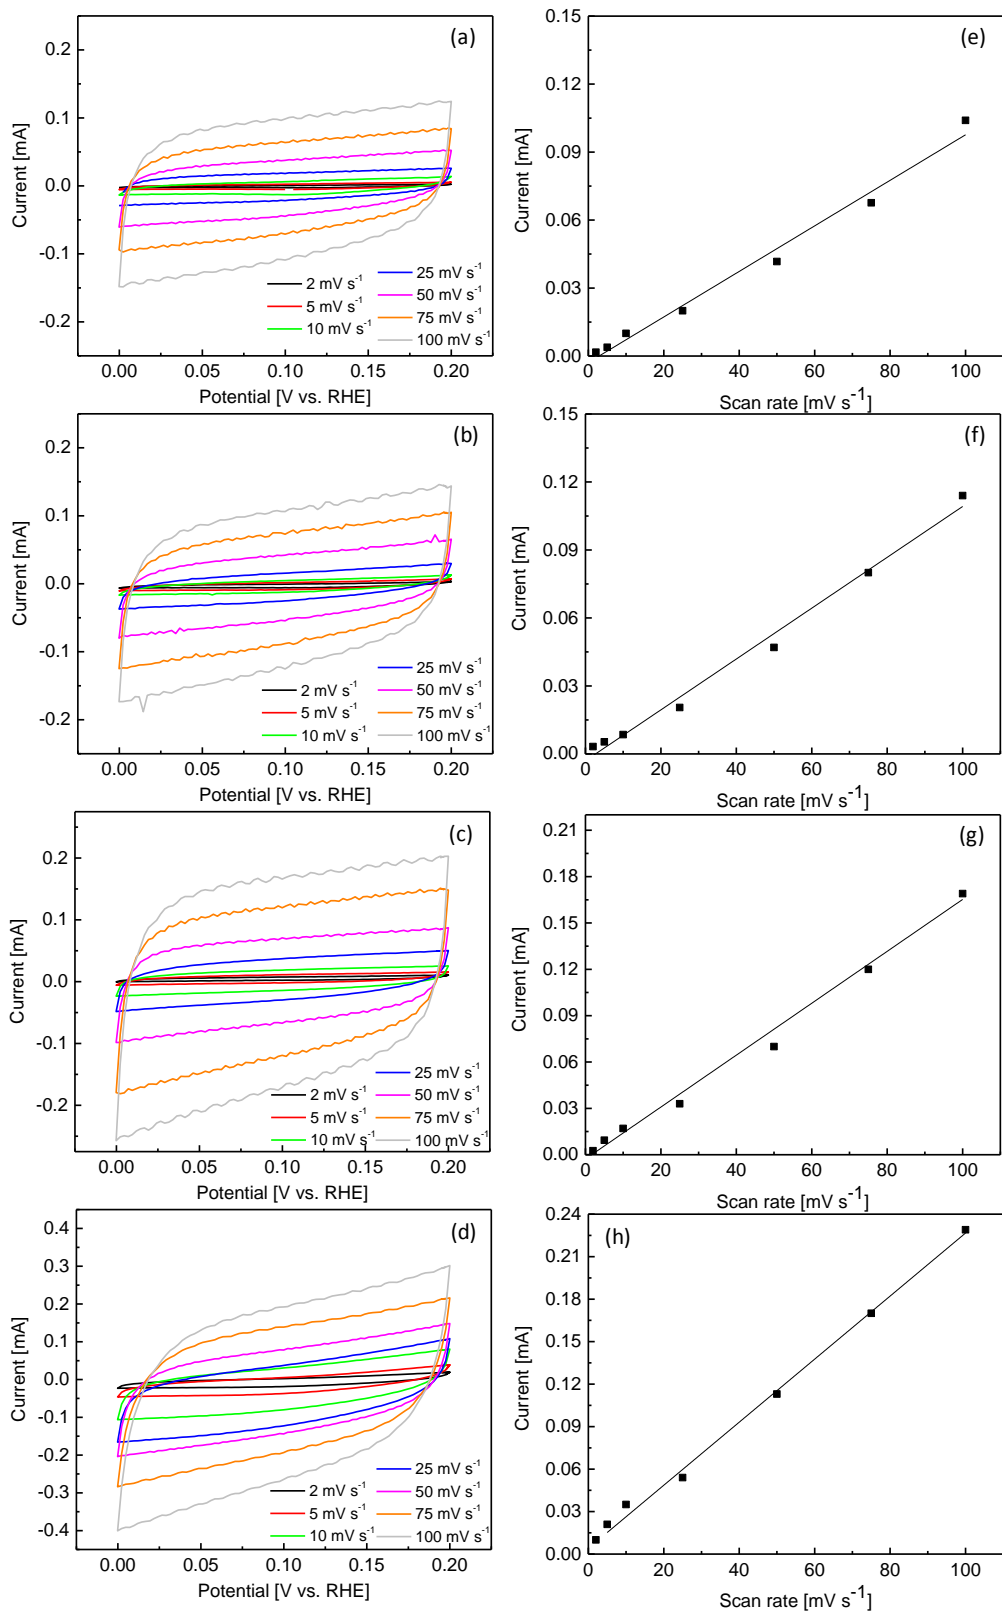 (a)
0.2
0.1
0.0
-0.1
-0.2
Current [mA]
2 mV s⁻¹
5 mV s⁻¹
10 mV s⁻¹
25 mV s⁻¹
50 mV s⁻¹
75 mV s⁻¹
100 mV s⁻¹
0.00 0.05 0.10 0.15 0.20
Potential [V vs. RHE]
(e)
0.15
0.12
0.09
0.06
0.03
0.00
Current [mA]
0 20 40 60 80 100
Scan rate [mV s⁻¹]
(b)
0.2
0.1
0.0
-0.1
-0.2
Current [mA]
2 mV s⁻¹
5 mV s⁻¹
10 mV s⁻¹
25 mV s⁻¹
50 mV s⁻¹
75 mV s⁻¹
100 mV s⁻¹
0.00 0.05 0.10 0.15 0.20
Potential [V vs. RHE]
(f)
0.15
0.12
0.09
0.06
0.03
0.00
Current [mA]
0 20 40 60 80 100
Scan rate [mV s⁻¹]
(c)
0.2
0.1
0.0
-0.1
-0.2
Current [mA]
2 mV s⁻¹
5 mV s⁻¹
10 mV s⁻¹
25 mV s⁻¹
50 mV s⁻¹
75 mV s⁻¹
100 mV s⁻¹
0.00 0.05 0.10 0.15 0.20
Potential [V vs. RHE]
(g)
0.21
0.18
0.15
0.12
0.09
0.06
0.03
0.00
Current [mA]
0 20 40 60 80 100
Scan rate [mV s⁻¹]
(d)
0.4
0.3
0.2
0.1
0.0
-0.1
-0.2
-0.3
-0.4
Current [mA]
2 mV s⁻¹
5 mV s⁻¹
10 mV s⁻¹
25 mV s⁻¹
50 mV s⁻¹
75 mV s⁻¹
100 mV s⁻¹
0.00 0.05 0.10 0.15 0.20
Potential [V vs. RHE]
(h)
0.24
0.21
0.18
0.15
0.12
0.09
0.06
0.03
0.00
Current [mA]
0 20 40 60 80 100
Scan rate [mV s⁻¹]